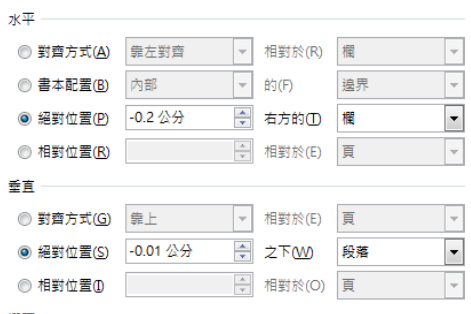 水平
對齊方式(A) 靠左對齊 相對於(R) 欄
書本配置(B) 內部 的(F) 邊界
絕對位置(P) -0.2 公分 右方的(T) 欄
相對位置(R) 相對於(E) 頁
垂直
對齊方式(G) 靠上 相對於(E) 頁
絕對位置(S) -0.01 公分 之下(W) 段落
相對位置(I) 相對於(O) 頁